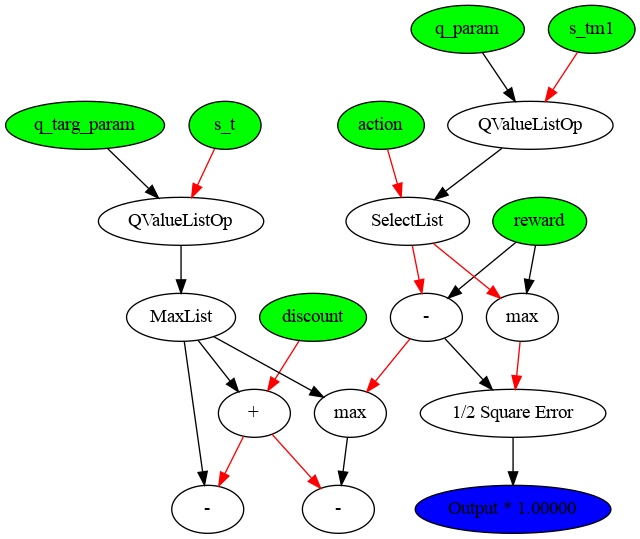 q_param
s_tm1
q_targ_param
s_t
action
QValueListOp
QValueListOp
SelectList
reward
MaxList
discount
-
max
+
max
1/2 Square Error
-
-
Output * 1.00000